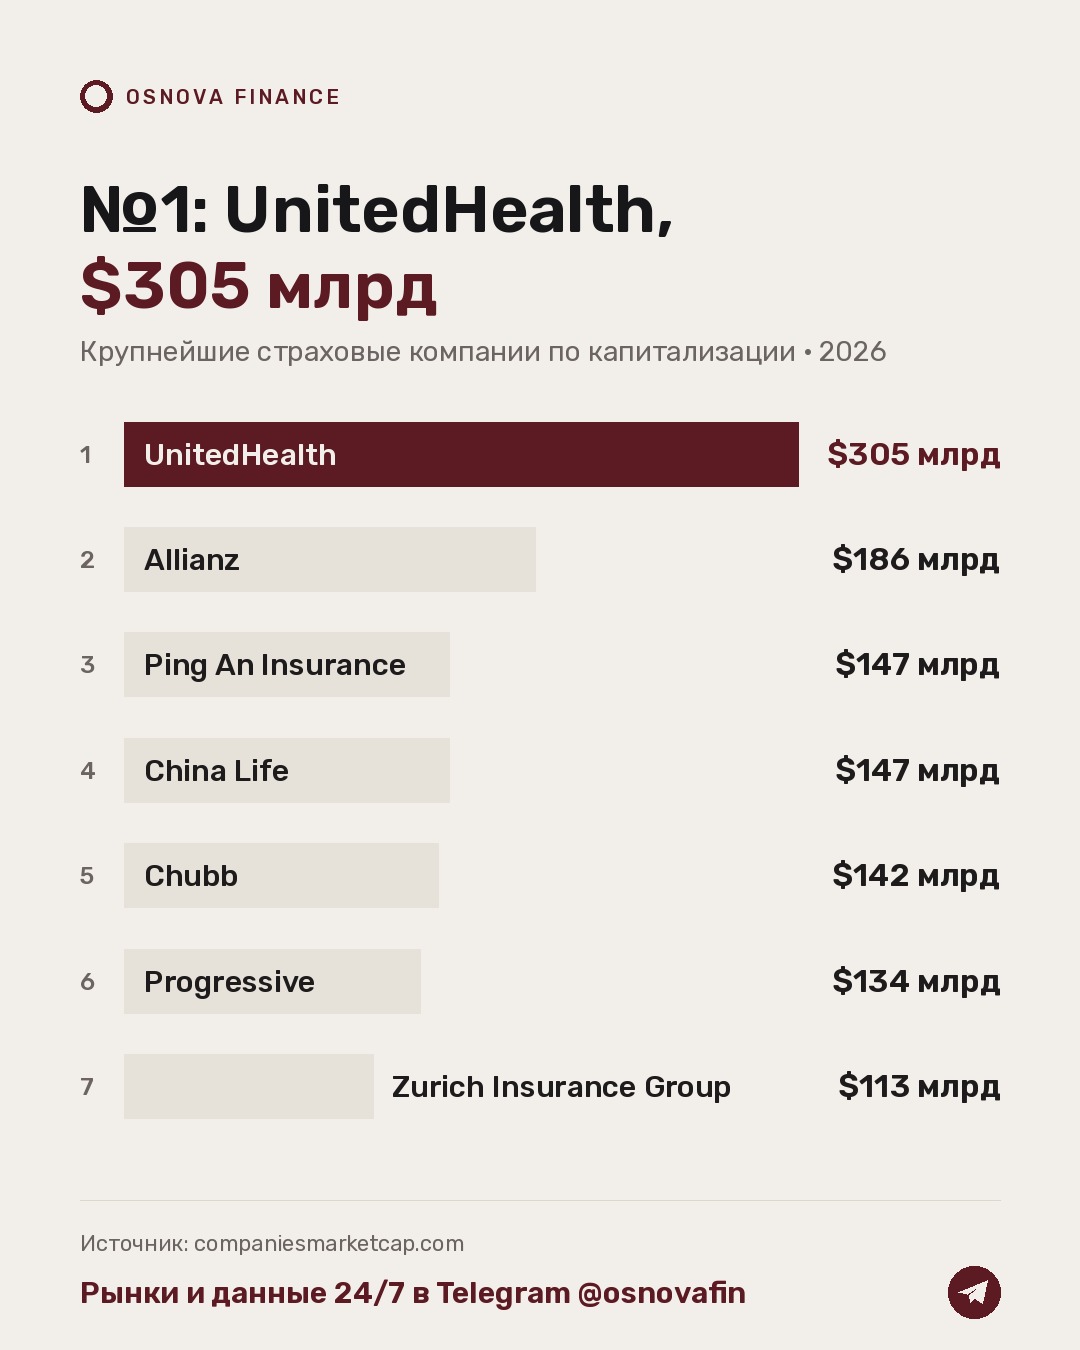 OSNOVA FINANCE
№1: UnitedHealth,
$305 млрд
Крупнейшие страховые компании по капитализации • 2026
1 UnitedHealth $305 млрд
2 Allianz $186 млрд
3 Ping An Insurance $147 млрд
4 China Life $147 млрд
5 Chubb $142 млрд
6 Progressive $134 млрд
7 Zurich Insurance Group $113 млрд
Источник: companiesmarketcap.com
Рынки и данные 24/7 в Telegram @osnovafin